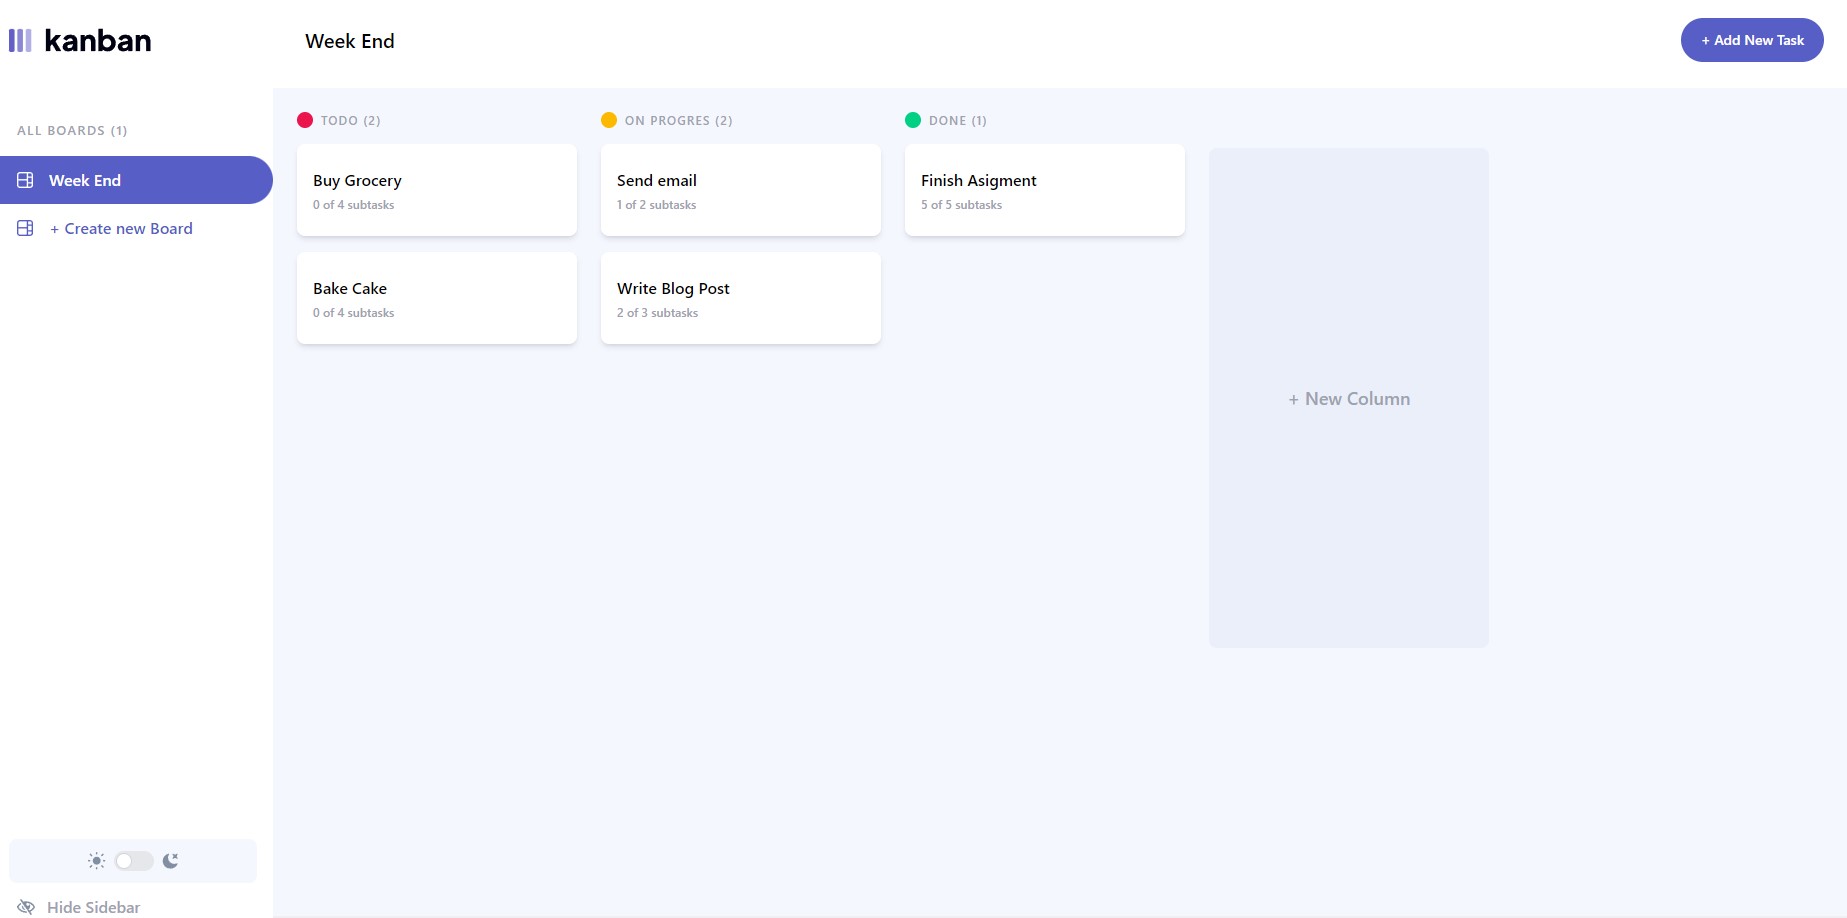 kanban
Week End
+ Add New Task
ALL BOARDS (1)
Week End
+ Create new Board
TODO (2)
Buy Grocery
0 of 4 subtasks
Bake Cake
0 of 4 subtasks
ON PROGRES (2)
Send email
1 of 2 subtasks
Write Blog Post
2 of 3 subtasks
DONE (1)
Finish Asigment
5 of 5 subtasks
+ New Column
Hide Sidebar